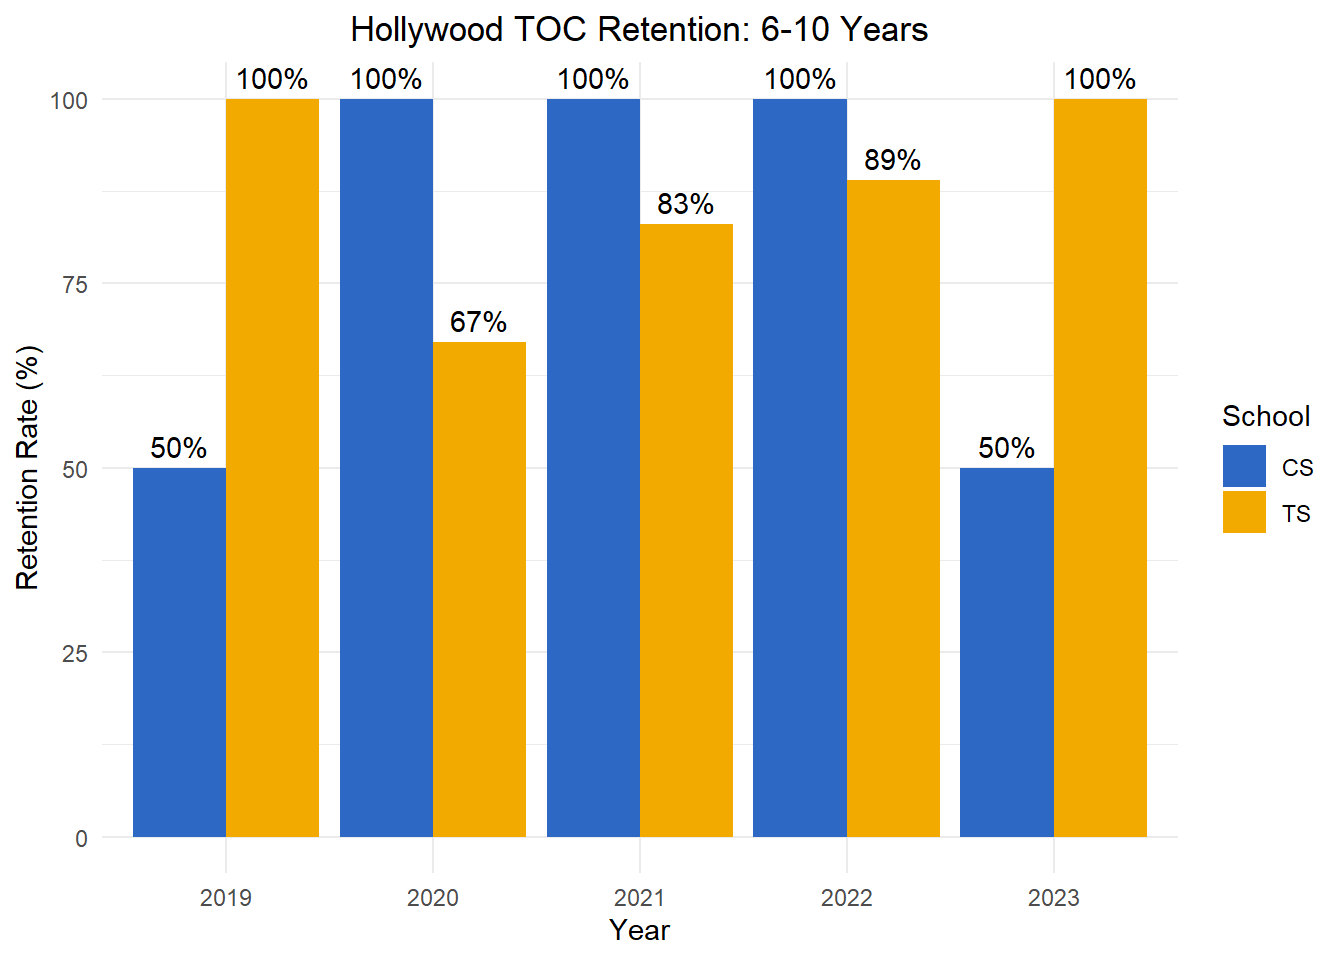 Hollywood TOC Retention: 6-10 Years
100% 100% 100% 100% 100%
89%
83%
67%
50% 50%
100
75
50
25
0
Retention Rate (%)
2019 2020 2021 2022 2023
Year
School
CS
TS